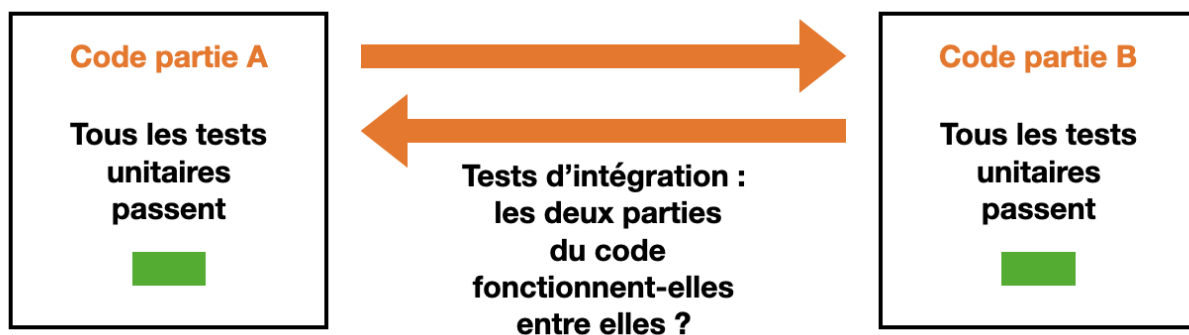 Code partie A
Tous les tests
unitaires
passent
Tests d’intégration :
les deux parties
du code
fonctionnent-elles
entre elles ?
Code partie B
Tous les tests
unitaires
passent